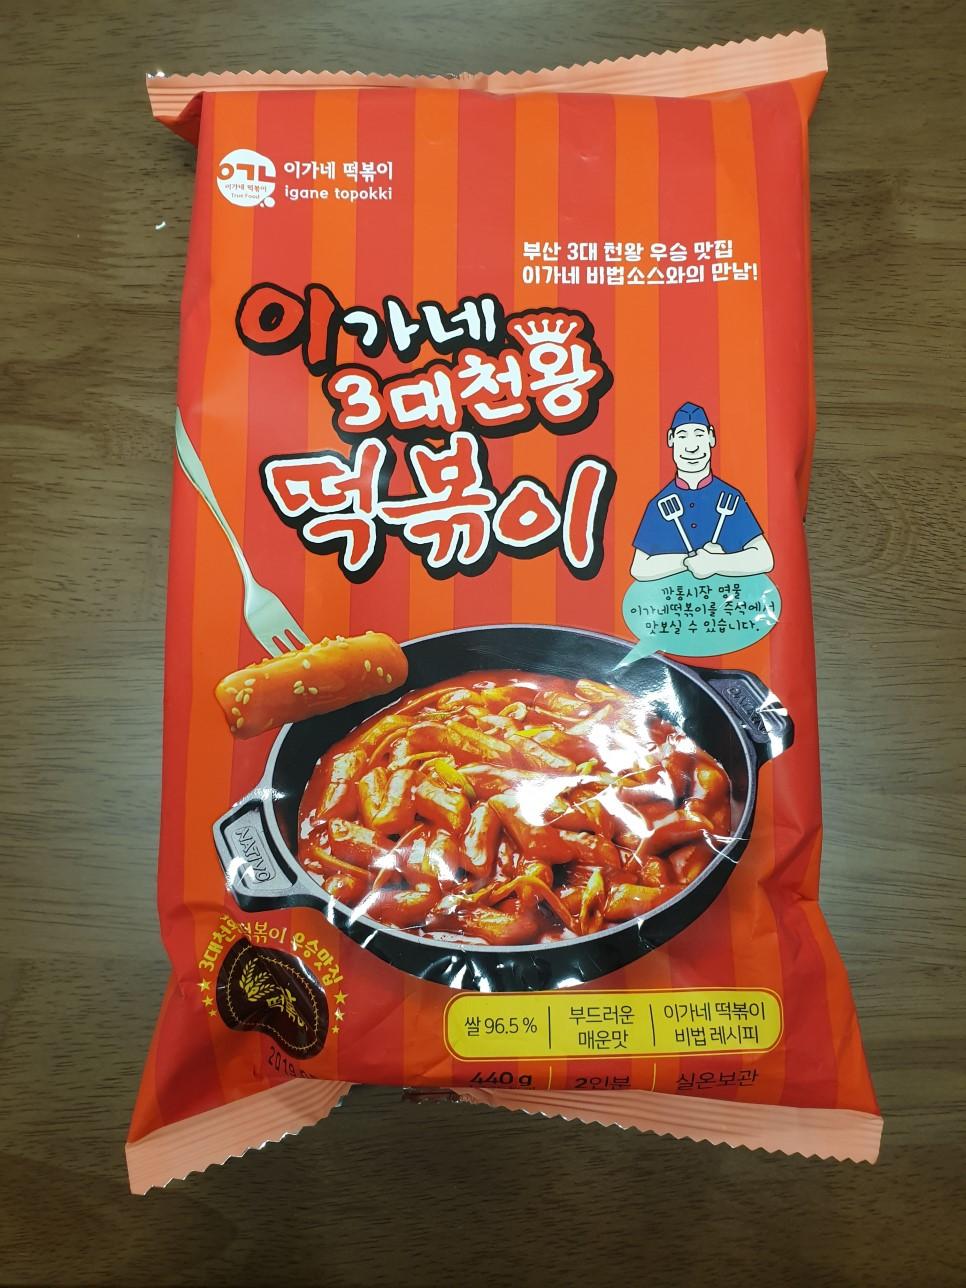 이가네 떡볶이
True Food
이가네 떡볶이
igane topokki
부산 3대 천왕 우승 맛집
이가네 비법소스와의 만남!
이가네
3대천왕
떡볶이
깡통시장 명물
이가네떡볶이를 즉석에서
맛보실 수 있습니다.
NATIVO
3대천왕 떡볶이 우승맛집
떡볶이
쌀 96.5 %
부드러운
매운맛
이가네 떡볶이
비법 레시피
2019
440 g
2인분
실온보관